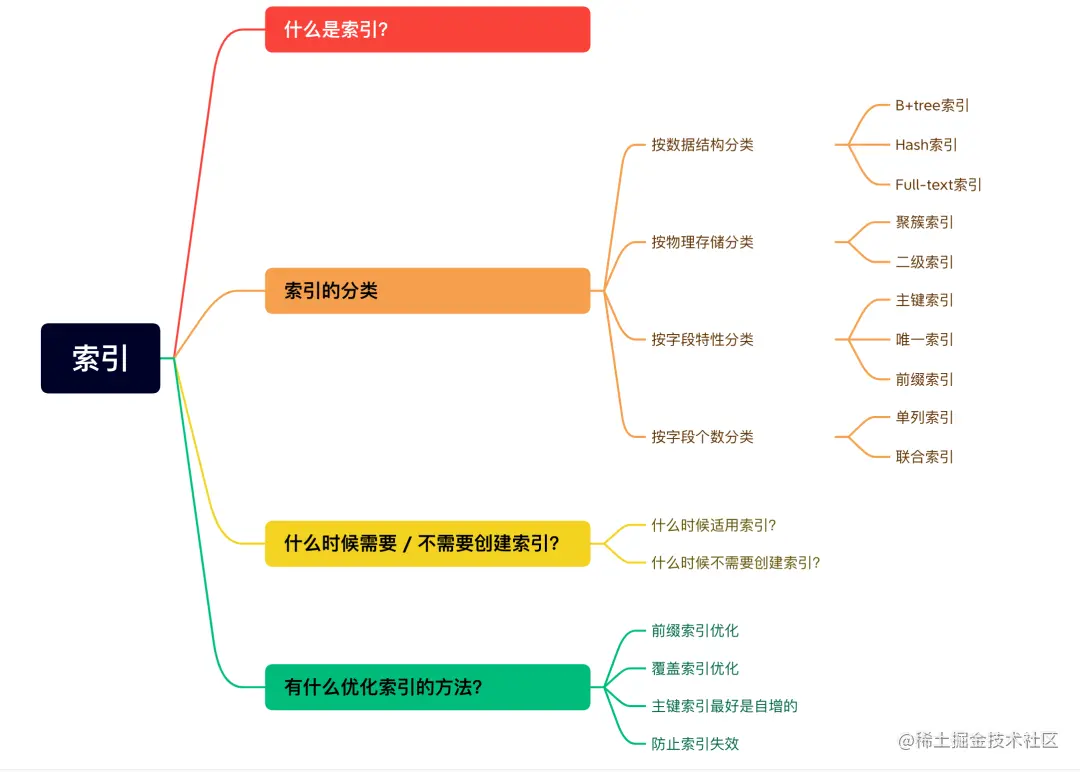 索引
什么是索引?
索引的分类
按数据结构分类
B+tree索引
Hash索引
Full-text索引
按物理存储分类
聚簇索引
二级索引
按字段特性分类
主键索引
唯一索引
前缀索引
按字段个数分类
单列索引
联合索引
什么时候需要 / 不需要创建索引?
什么时候适用索引?
什么时候不需要创建索引?
有什么优化索引的方法?
前缀索引优化
覆盖索引优化
主键索引最好是自增的
防止索引失效
@稀土掘金技术社区